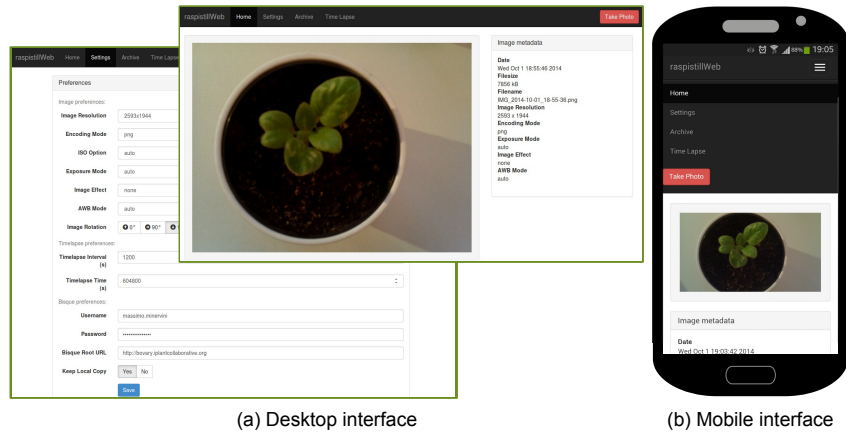 raspistillWeb Home Settings Archive Time Lapse Take Photo
Image metadata
Date
Wed Oct 1 18:55:46 2014
Filesize
7856 kB
Filename
IMG_2014-10-01_18-55-36.png
Image Resolution
2593 x 1944
Encoding Mode
png
Exposure Mode
auto
Image Effect
none
AWB Mode
auto
raspistillWeb Home Settings Archive Time Lapse
Preferences
Image preferences:
Image Resolution 2593x1944
Encoding Mode png
ISO Option auto
Exposure Mode auto
Image Effect none
AWB Mode auto
Image Rotation 0° 90°
Timelapse preferences:
Timelapse Interval (s) 1200
Timelapse Time (s) 604800
Bisque preferences:
Username massimo.minervini
Password ••••••••••••••
Bisque Root URL http://bovary.iplantcollaborative.org
Keep Local Copy Yes No
Save
(a) Desktop interface
88% 19:05
raspistillWeb
Home
Settings
Archive
Time Lapse
Take Photo
Image metadata
Date
Wed Oct 1 19:03:42 2014
(b) Mobile interface